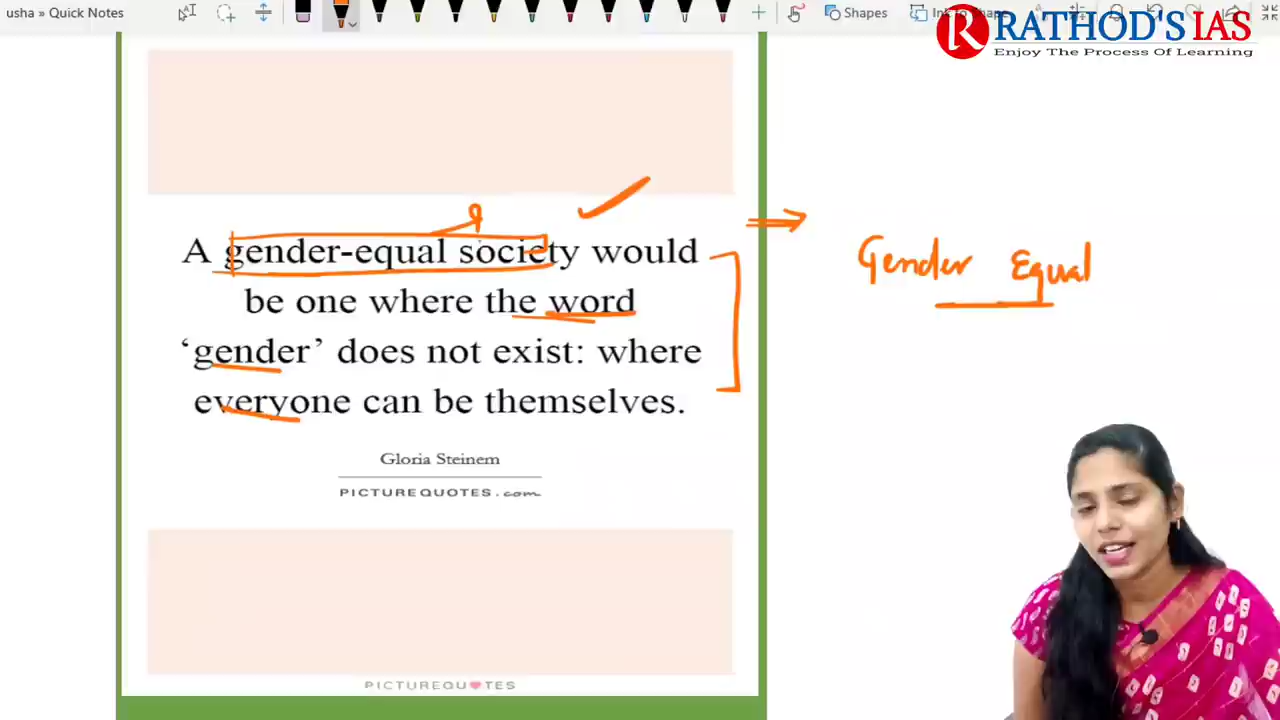 usha » Quick Notes
Shapes
RATHOD'S IAS
Enjoy The Process Of Learning
A gender-equal society would
be one where the word
‘gender’ does not exist: where
everyone can be themselves.
Gloria Steinem
PICTUREQUOTES.com
PICTUREQUOTES
Gender Equal